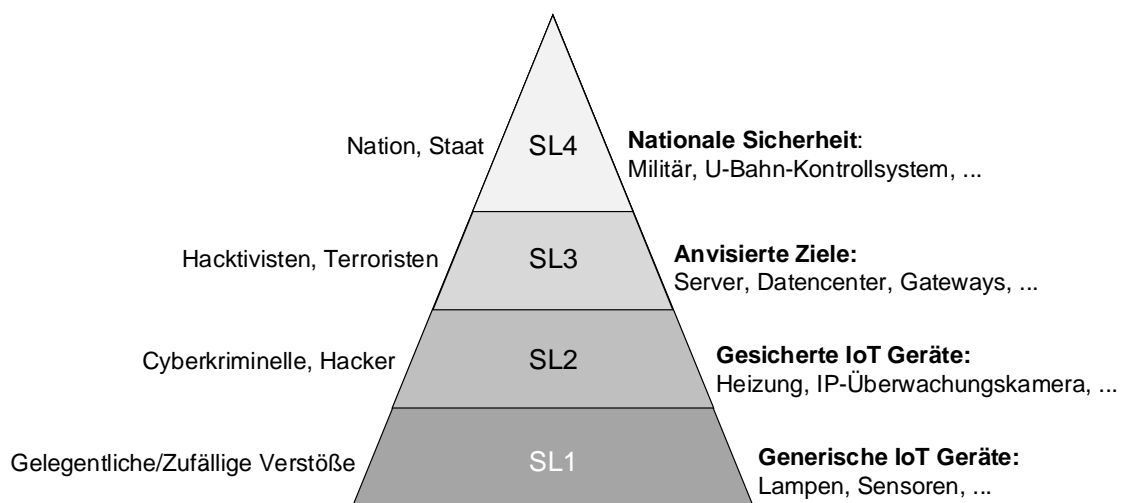 Nation, Staat
SL4
Nationale Sicherheit:
Militär, U-Bahn-Kontrollsystem, ...
Hacktivisten, Terroristen
SL3
Anvisierte Ziele:
Server, Datencenter, Gateways, ...
Cyberkriminelle, Hacker
SL2
Gesicherte IoT Geräte:
Heizung, IP-Überwachungskamera, ...
Gelegentliche/Zufällige Verstöße
SL1
Generische IoT Geräte:
Lampen, Sensoren, ...